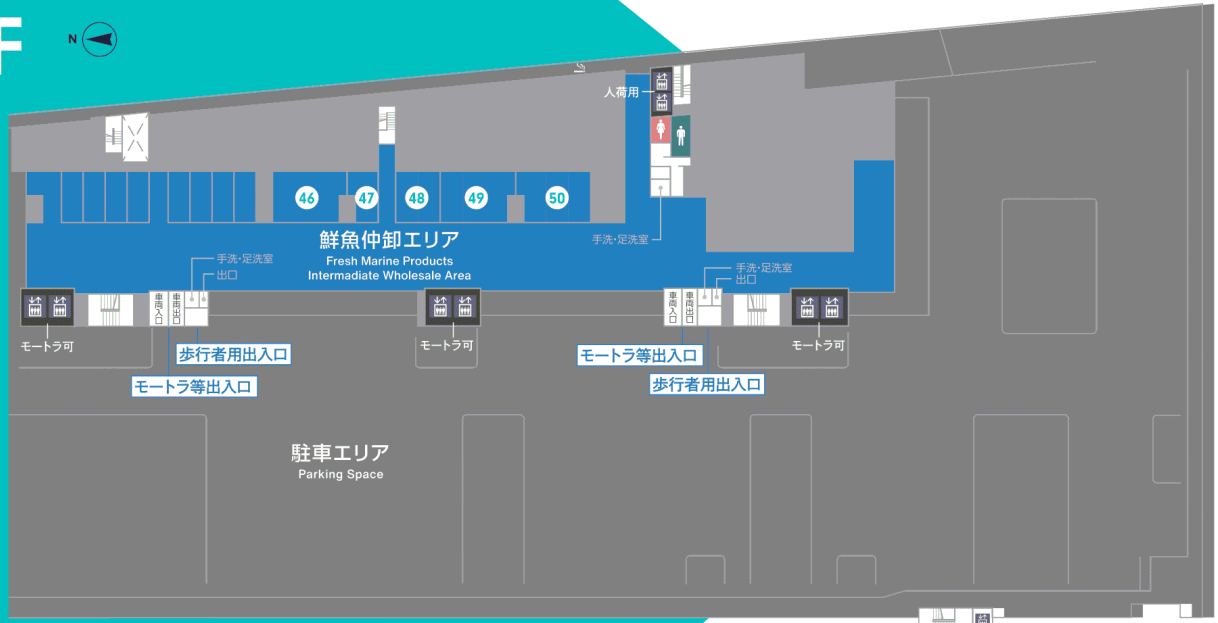 F
N
人荷用
46
47
48
49
50
鮮魚仲卸エリア
Fresh Marine Products
Intermadiate Wholesale Area
手洗・足洗室
手洗・足洗室
出口
手洗・足洗室
出口
車両入口
車両出口
車両入口
車両出口
モートラ可
モートラ可
モートラ可
歩行者用出入口
モートラ等出入口
モートラ等出入口
歩行者用出入口
駐車エリア
Parking Space